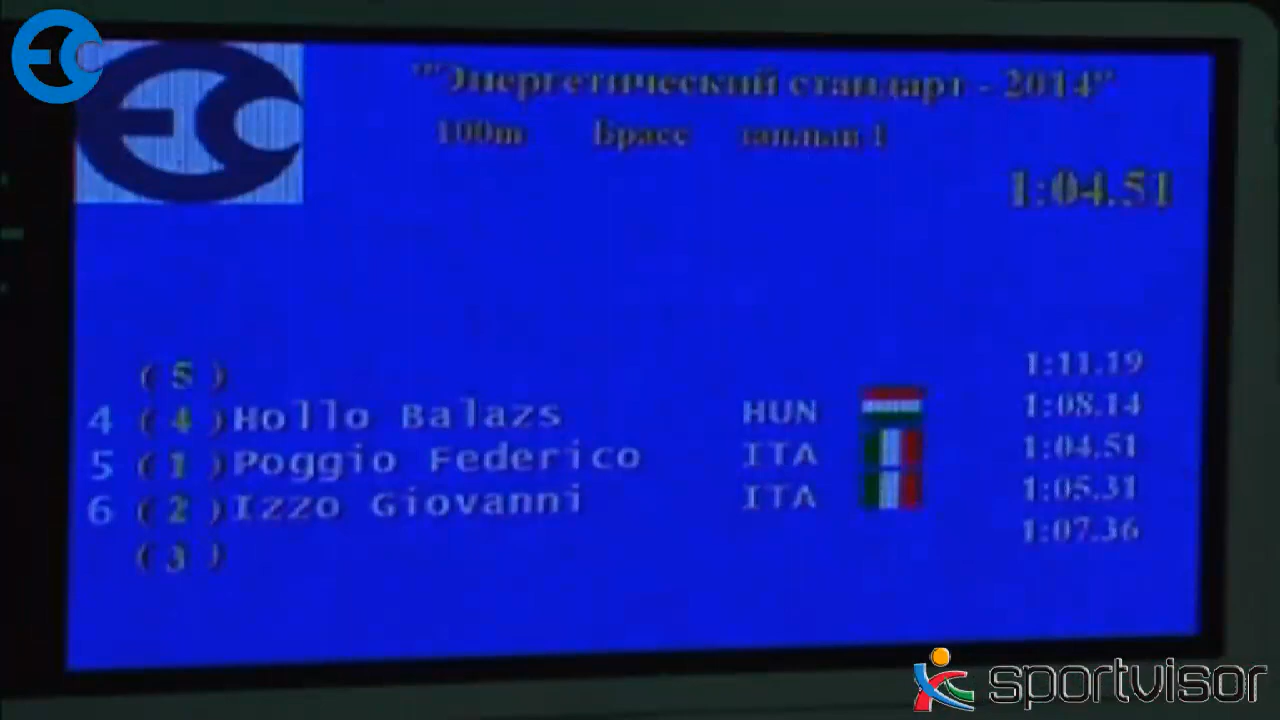 EC
"'Энергетический стандарт - 2014"
100m Брасс заплыв 1
1:04.51
( 5 ) 1:11.19
4 ( 4 ) Hollo Balazs HUN 1:08.14
5 ( 1 ) Poggio Federico ITA 1:04.51
6 ( 2 ) Izzo Giovanni ITA 1:05.31
( 3 ) 1:07.36
sportvisor